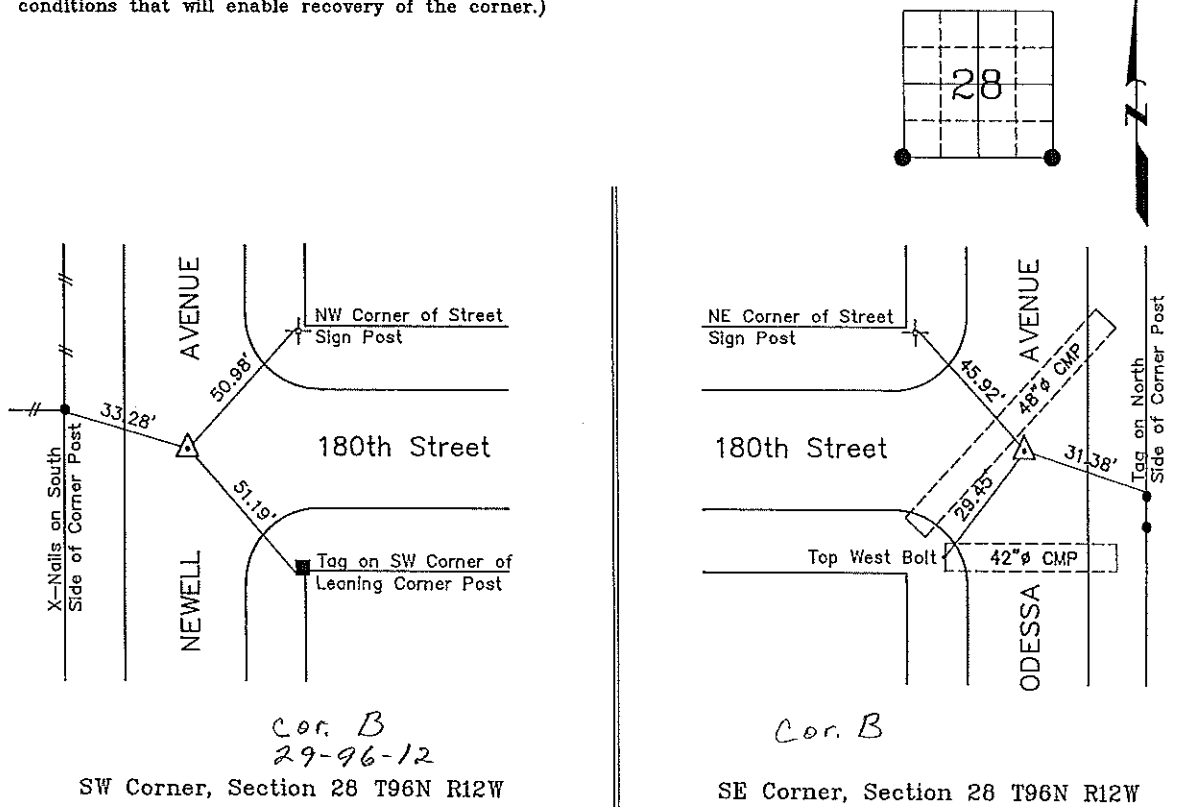 conditions that will enable recovery of the corner.)
28
N
NEWELL AVENUE
NW Corner of Street
Sign Post
50.98'
33.28'
180th Street
51.19'
X-Nails on South
Side of Corner Post
Tag on SW Corner of
Leaning Corner Post
Cor. B
29-96-12
SW Corner, Section 28 T96N R12W
ODESSA AVENUE
NE Corner of Street
Sign Post
45.92'
48"ø CMP
180th Street
31.38'
29.45'
Tag on North
Side of Corner Post
Top West Bolt
42"ø CMP
Cor. B
SE Corner, Section 28 T96N R12W